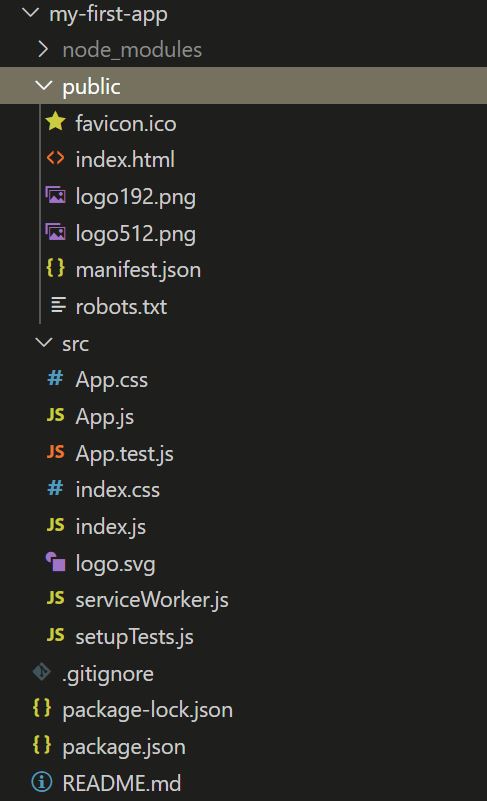 my-first-app
node_modules
public
favicon.ico
index.html
logo192.png
logo512.png
manifest.json
robots.txt
src
App.css
App.js
App.test.js
index.css
index.js
logo.svg
serviceWorker.js
setupTests.js
.gitignore
package-lock.json
package.json
README.md